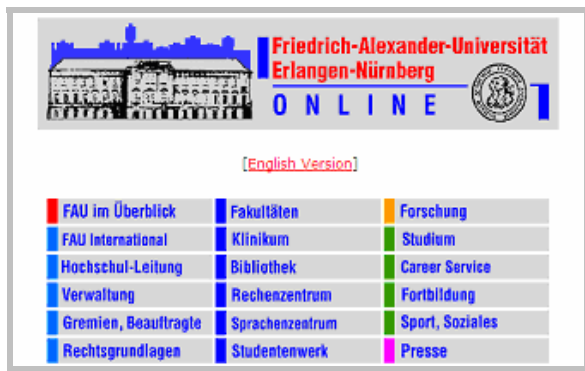 Friedrich-Alexander-Universität
Erlangen-Nürnberg
ONLINE
[English Version]
FAU im Überblick Fakultäten Forschung
FAU International Klinikum Studium
Hochschul-Leitung Bibliothek Career Service
Verwaltung Rechenzentrum Fortbildung
Gremien, Beauftragte Sprachenzentrum Sport, Soziales
Rechtsgrundlagen Studentenwerk Presse